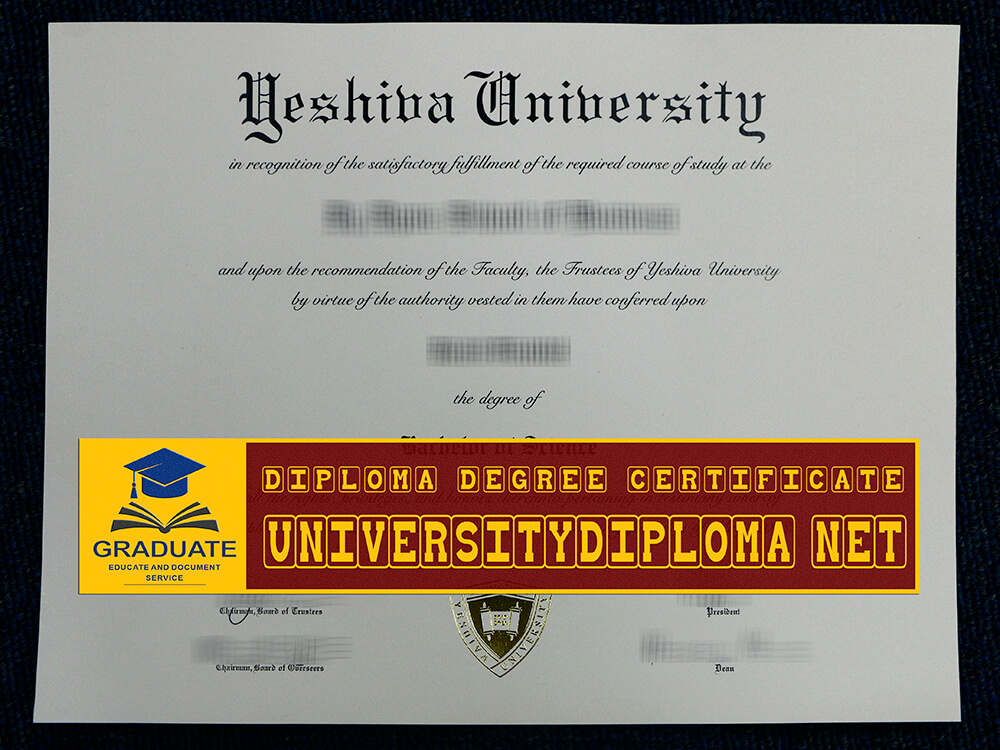 Yeshiva University
in recognition of the satisfactory fulfillment of the required course of study at the
and upon the recommendation of the Faculty, the Trustees of Yeshiva University
by virtue of the authority vested in them have conferred upon
the degree of
Bachelor of Science
DIPLOMA DEGREE CERTIFICATE
UNIVERSITYDIPLOMA NET
GRADUATE
EDUCATE AND DOCUMENT
SERVICE
Chairman, Board of Trustees
President
YESHIVA UNIVERSITY
Chairman, Board of Overseers
Dean